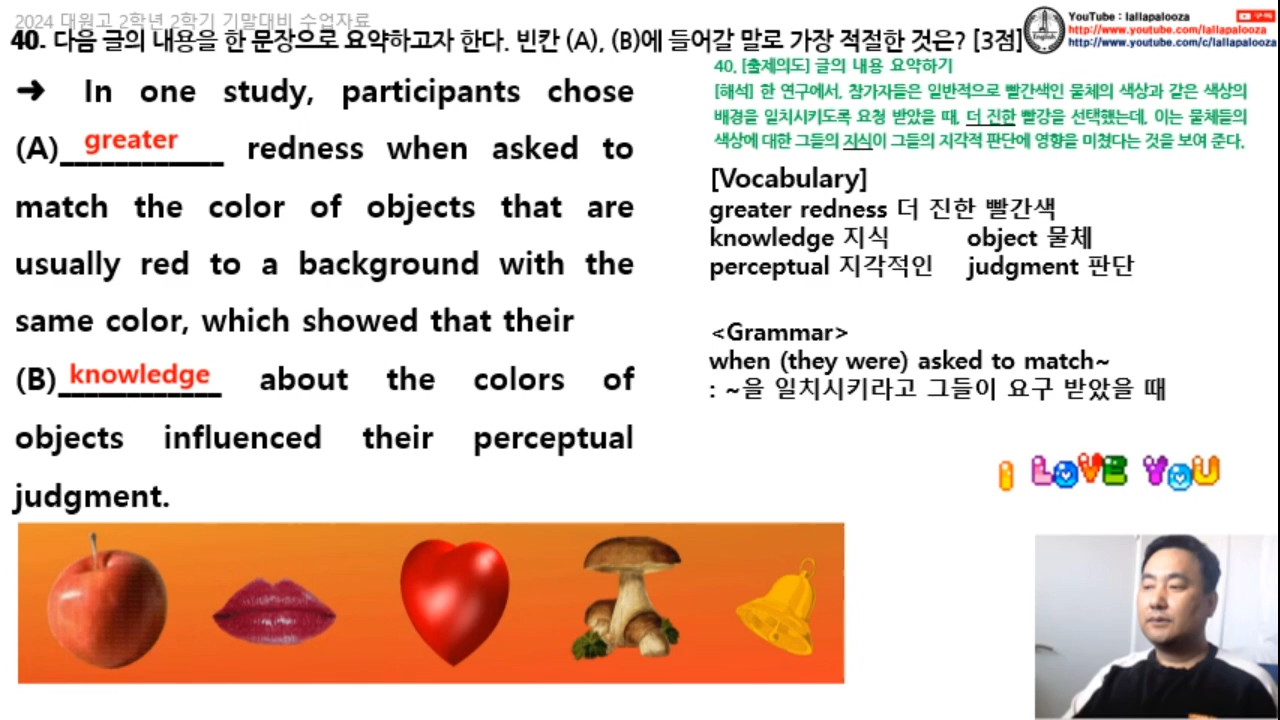 2024 대원고 2학년 2학기 기말대비 수업자료
40. 다음 글의 내용을 한 문장으로 요약하고자 한다. 빈칸 (A), (B)에 들어갈 말로 가장 적절한 것은? [3점]
YouTube : lallapalooza
http://www.youtube.com/lallapalooza
http://www.youtube.com/c/lallapalooza
English
➜ In one study, participants chose
(A) greater redness when asked to
match the color of objects that are
usually red to a background with the
same color, which showed that their
(B) knowledge about the colors of
objects influenced their perceptual
judgment.
40. [출제의도] 글의 내용 요약하기
[해석] 한 연구에서, 참가자들은 일반적으로 빨간색인 물체의 색상과 같은 색상의
배경을 일치시키도록 요청 받았을 때, 더 진한 빨강을 선택했는데, 이는 물체들의
색상에 대한 그들의 지식이 그들의 지각적 판단에 영향을 미쳤다는 것을 보여 준다.
[Vocabulary]
greater redness 더 진한 빨간색
knowledge 지식 object 물체
perceptual 지각적인 judgment 판단
<Grammar>
when (they were) asked to match~
: ~을 일치시키라고 그들이 요구 받았을 때
I LOVE YOU